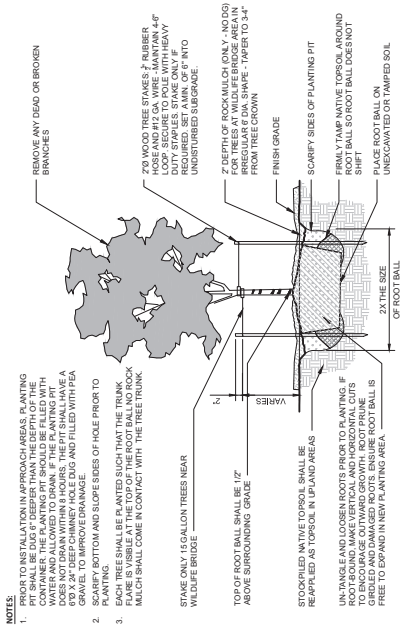 NOTES:
1. PRIOR TO INSTALLATION IN APPROACH AREAS, PLANTING
PIT SHALL BE DUG 6" DEEPER THAN THE DEPTH OF THE
CONTAINER. THE PLANTING PIT SHOULD BE FILLED WITH
WATER AND ALLOWED TO DRAIN. IF THE PLANTING PIT
DOES NOT DRAIN WITHIN 8 HOURS, THE PIT SHALL HAVE A
6"Ø X 24" DEEP CHIMNEY HOLE DUG AND FILLED WITH PEA
GRAVEL TO IMPROVE DRAINAGE.
2. SCARIFY BOTTOM AND SLOPE SIDES OF HOLE PRIOR TO
PLANTING.
3. EACH TREE SHALL BE PLANTED SUCH THAT THE TRUNK
FLARE IS VISIBLE AT THE TOP OF THE ROOT BALL. NO ROCK
MULCH SHALL COME IN CONTACT WITH THE TREE TRUNK.
STAKE ONLY 15 GALLON TREES NEAR
WILDLIFE BRIDGE
TOP OF ROOT BALL SHALL BE 1/2"
ABOVE SURROUNDING GRADE
STOCKPILED NATIVE TOPSOIL SHALL BE
REAPPLIED AS TOPSOIL IN UPLAND AREAS
UN-TANGLE AND LOOSEN ROOTS PRIOR TO PLANTING. IF
ROOT-BOUND, MAKE VERTICAL AND HORIZONTAL CUTS
TO ENCOURAGE OUTWARD GROWTH. ROOT PRUNE
GIRDLED AND DAMAGED ROOTS. ENSURE ROOT BALL IS
FREE TO EXPAND IN NEW PLANTING AREA.
2"
VARIES
2X THE SIZE
OF ROOT BALL
REMOVE ANY DEAD OR BROKEN
BRANCHES
2"Ø WOOD TREE STAKES: RUBBER
HOSE AND #12 GA. WIRE - MAINTAIN 4-6"
LOOP. SECURE TO POLE WITH HEAVY
DUTY STAPLES. STAKE ONLY IF
REQUIRED. SET A MIN. OF 6" INTO
UNDISTURBED SUBGRADE.
2" DEPTH OF ROCK MULCH (ONLY - NO DG)
FOR TREES AT WILDLIFE BRIDGE AREA IN
IRREGULAR 6' DIA. SHAPE - TAPER TO 3-4"
FROM TREE CROWN
FINISH GRADE
SCARIFY SIDES OF PLANTING PIT
FIRMLY TAMP NATIVE TOPSOIL AROUND
ROOT BALL SO ROOT BALL DOES NOT
SHIFT
PLACE ROOT BALL ON
UNEXCAVATED OR TAMPED SOIL